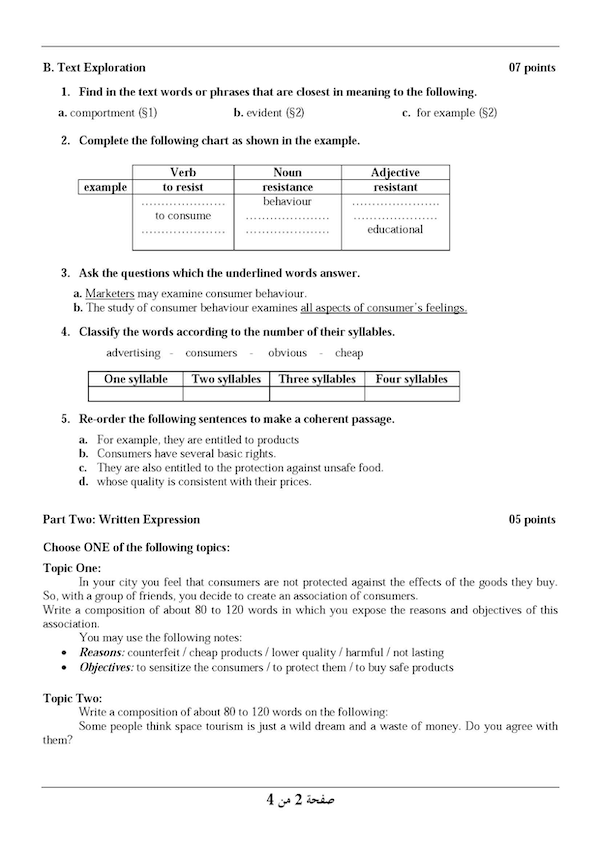 B. Text Exploration 07 points
1. Find in the text words or phrases that are closest in meaning to the following.
a. comportment (§1) b. evident (§2) c. for example (§2)
2. Complete the following chart as shown in the example.
Verb Noun Adjective
example to resist resistance resistant
………………… behaviour ………………….
to consume ………………… …………………
………………… ………………… educational
3. Ask the questions which the underlined words answer.
a. Marketers may examine consumer behaviour.
b. The study of consumer behaviour examines all aspects of consumer's feelings.
4. Classify the words according to the number of their syllables.
advertising - consumers - obvious - cheap
One syllable Two syllables Three syllables Four syllables
5. Re-order the following sentences to make a coherent passage.
a. For example, they are entitled to products
b. Consumers have several basic rights.
c. They are also entitled to the protection against unsafe food.
d. whose quality is consistent with their prices.
Part Two: Written Expression 05 points
Choose ONE of the following topics:
Topic One:
In your city you feel that consumers are not protected against the effects of the goods they buy.
So, with a group of friends, you decide to create an association of consumers.
Write a composition of about 80 to 120 words in which you expose the reasons and objectives of this
association.
You may use the following notes:
• Reasons: counterfeit / cheap products / lower quality / harmful / not lasting
• Objectives: to sensitize the consumers / to protect them / to buy safe products
Topic Two:
Write a composition of about 80 to 120 words on the following:
Some people think space tourism is just a wild dream and a waste of money. Do you agree with
them?
صفحة 2 من 4